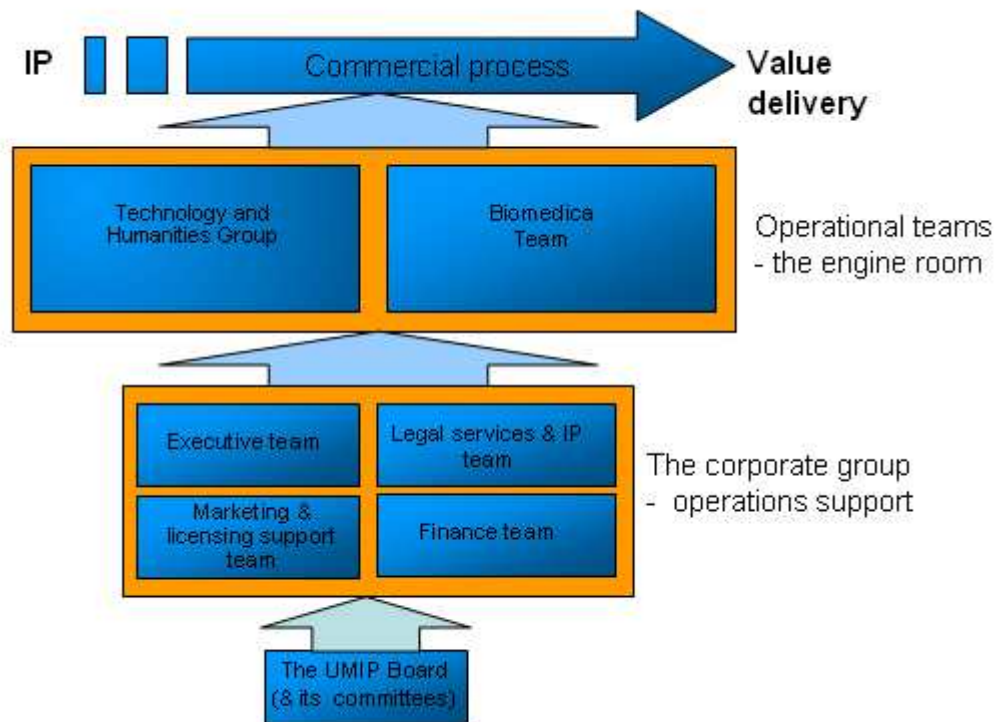 IP
Commercial process
Value
delivery
Technology and
Humanities Group
Biomedica
Team
Operational teams
- the engine room
Executive team
Legal services & IP
team
Marketing &
licensing support
team
Finance team
The corporate group
- operations support
The UMIP Board
(& its committees)